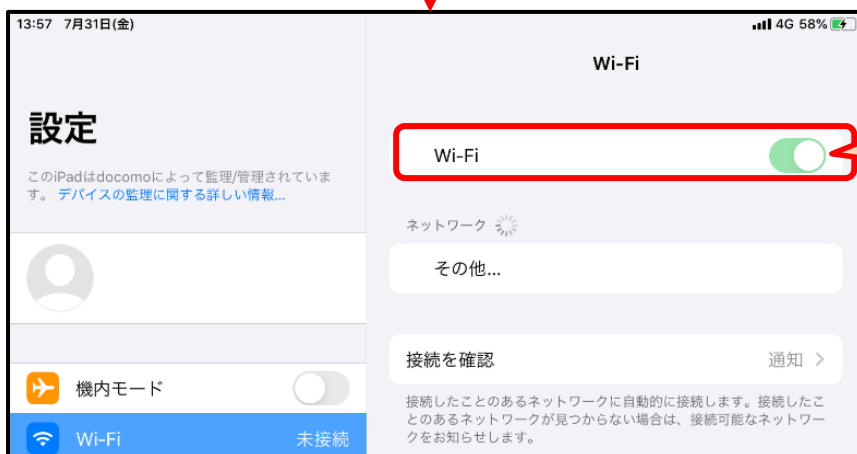 13:57 7月31日(金)
4G 58%
設定
このiPadはdocomoによって監理/管理されていま
す。 デバイスの監理に関する詳しい情報...
機内モード
Wi-Fi 未接続
Wi-Fi
Wi-Fi
ネットワーク
その他...
接続を確認 通知
接続したことのあるネットワークに自動的に接続します。接続したこ
とのあるネットワークが見つからない場合は、接続可能なネットワー
クをお知らせします。